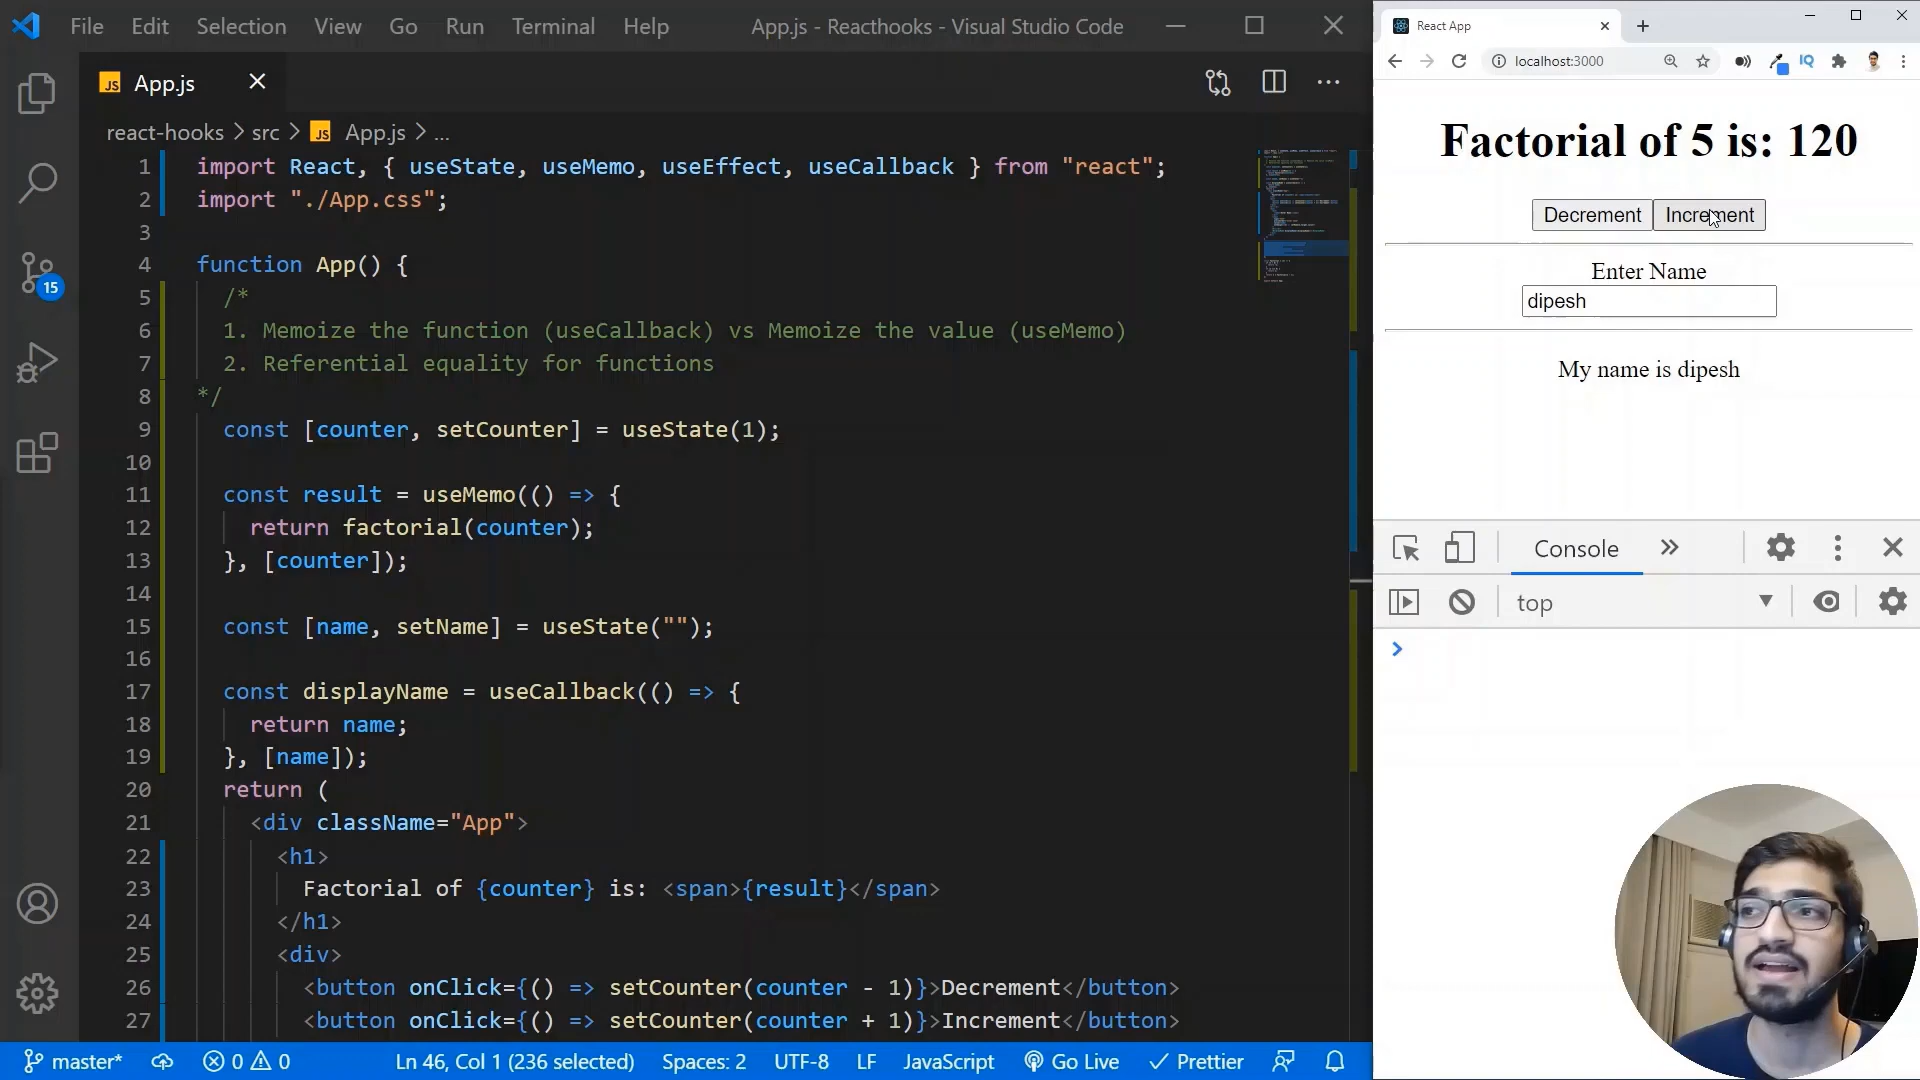 File Edit Selection View Go Run Terminal Help App.js - Reacthooks - Visual Studio Code
JS App.js
react-hooks > src > JS App.js > ...
15
1 import React, { useState, useMemo, useEffect, useCallback } from "react";
2 import "./App.css";
3
4 function App() {
5 /*
6 1. Memoize the function (useCallback) vs Memoize the value (useMemo)
7 2. Referential equality for functions
8 */
9 const [counter, setCounter] = useState(1);
10
11 const result = useMemo(() => {
12 return factorial(counter);
13 }, [counter]);
14
15 const [name, setName] = useState("");
16
17 const displayName = useCallback(() => {
18 return name;
19 }, [name]);
20 return (
21 <div className="App">
22 <h1>
23 Factorial of {counter} is: <span>{result}</span>
24 </h1>
25 <div>
26 <button onClick={() => setCounter(counter - 1)}>Decrement</button>
27 <button onClick={() => setCounter(counter + 1)}>Increment</button>
master* 0 0 Ln 46, Col 1 (236 selected) Spaces: 2 UTF-8 LF JavaScript Go Live Prettier
React App
localhost:3000 IQ
Factorial of 5 is: 120
Decrement Increment
Enter Name
dipesh
My name is dipesh
Console
top